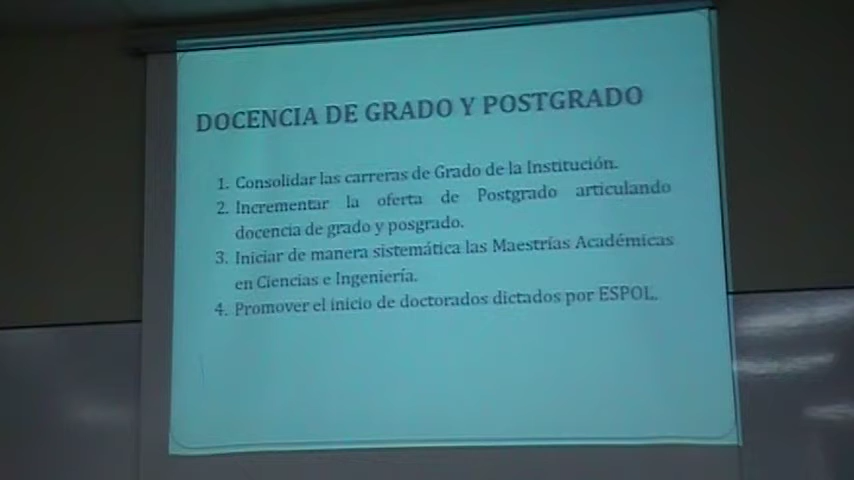 DOCENCIA DE GRADO Y POSTGRADO
1. Consolidar las carreras de Grado de la Institución.
2. Incrementar la oferta de Postgrado articulando
docencia de grado y posgrado.
3. Iniciar de manera sistemática las Maestrías Académicas
en Ciencias e Ingeniería.
4. Promover el inicio de doctorados dictados por ESPOL.